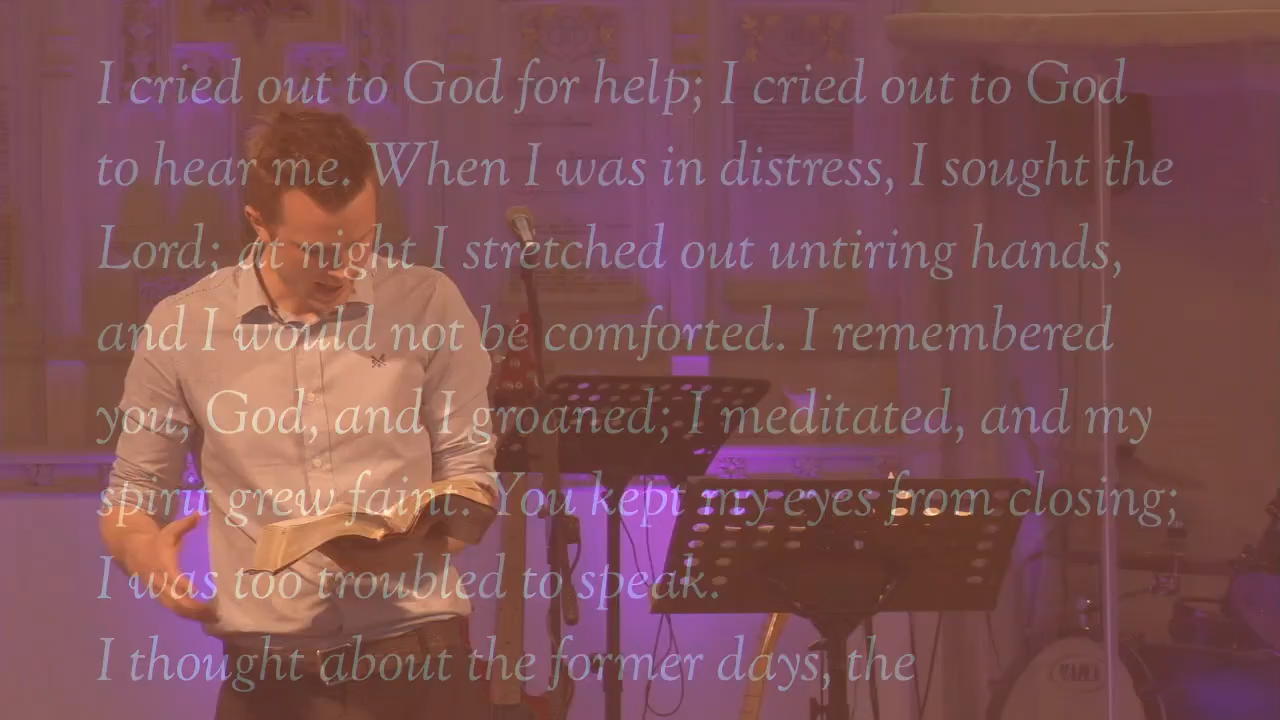 I cried out to God for help; I cried out to God
to hear me. When I was in distress, I sought the
Lord; at night I stretched out untiring hands,
and I would not be comforted. I remembered
you, God, and I groaned; I meditated, and my
spirit grew faint. You kept my eyes from closing;
I was too troubled to speak.
I thought about the former days, the